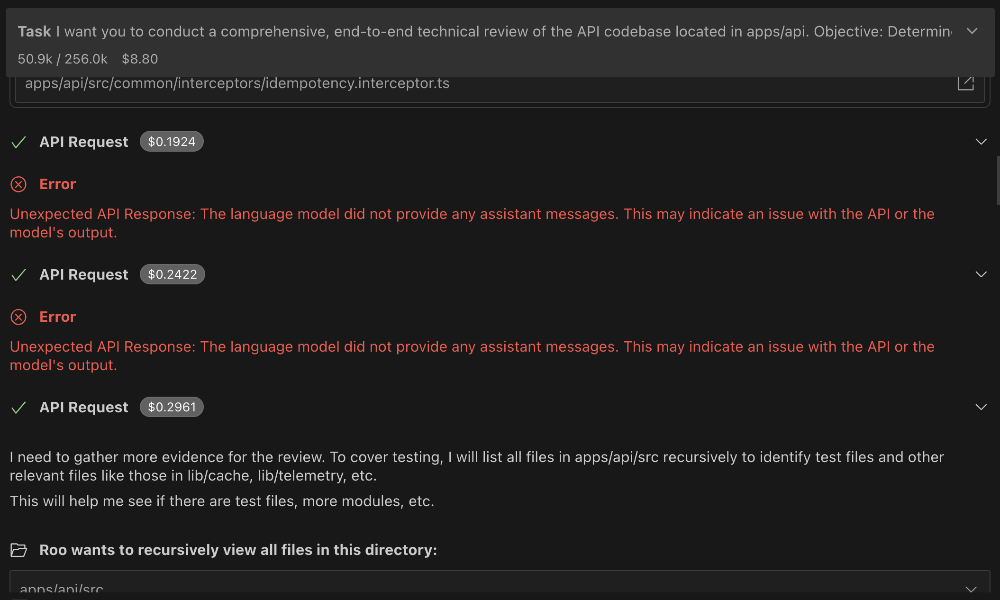 Task I want you to conduct a comprehensive, end-to-end technical review of the API codebase located in apps/api. Objective: Determin
50.9k / 256.0k $8.80
apps/api/src/common/interceptors/idempotency.interceptor.ts
API Request $0.1924
Error
Unexpected API Response: The language model did not provide any assistant messages. This may indicate an issue with the API or the
model's output.
API Request $0.2422
Error
Unexpected API Response: The language model did not provide any assistant messages. This may indicate an issue with the API or the
model's output.
API Request $0.2961
I need to gather more evidence for the review. To cover testing, I will list all files in apps/api/src recursively to identify test files and other
relevant files like those in lib/cache, lib/telemetry, etc.
This will help me see if there are test files, more modules, etc.
Roo wants to recursively view all files in this directory:
apps/api/src